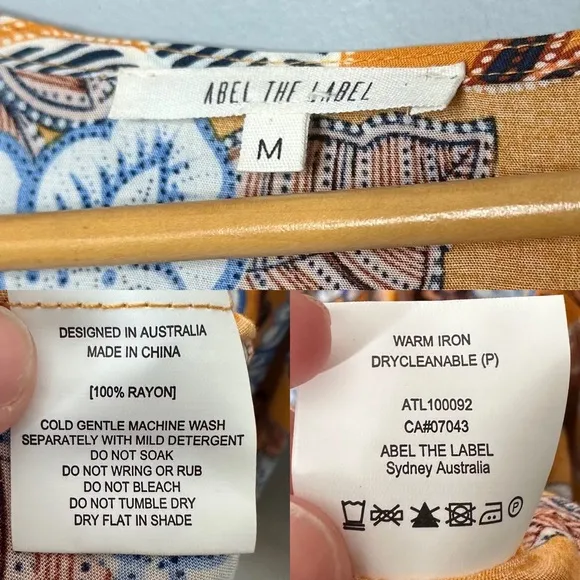 ABEL THE LABEL
M
DESIGNED IN AUSTRALIA
MADE IN CHINA
[100% RAYON]
COLD GENTLE MACHINE WASH
SEPARATELY WITH MILD DETERGENT
DO NOT SOAK
DO NOT WRING OR RUB
DO NOT BLEACH
DO NOT TUMBLE DRY
DRY FLAT IN SHADE
WARM IRON
DRYCLEANABLE (P)
ATL100092
CA#07043
ABEL THE LABEL
Sydney Australia
P